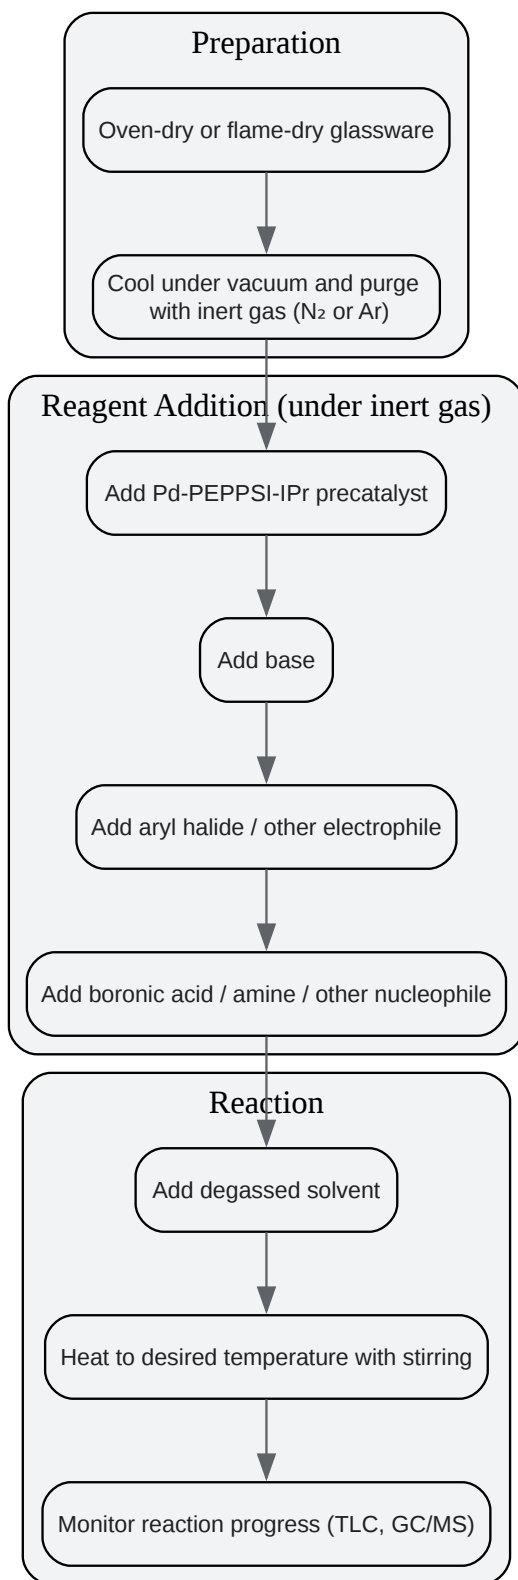 Preparation
Oven-dry or flame-dry glassware
Cool under vacuum and purge
with inert gas (N₂ or Ar)
Reagent Addition (under inert gas)
Add Pd-PEPPSI-IPr precatalyst
Add base
Add aryl halide / other electrophile
Add boronic acid / amine / other nucleophile
Reaction
Add degassed solvent
Heat to desired temperature with stirring
Monitor reaction progress (TLC, GC/MS)